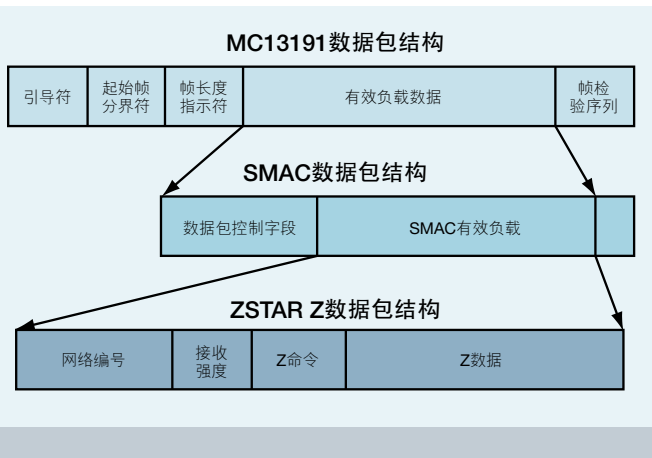 MC13191数据包结构
引导符
起始帧
分界符
帧长度
指示符
有效负载数据
帧检
验序列
SMAC数据包结构
数据包控制字段
SMAC有效负载
ZSTAR Z数据包结构
网络编号
接收
强度
Z命令
Z数据